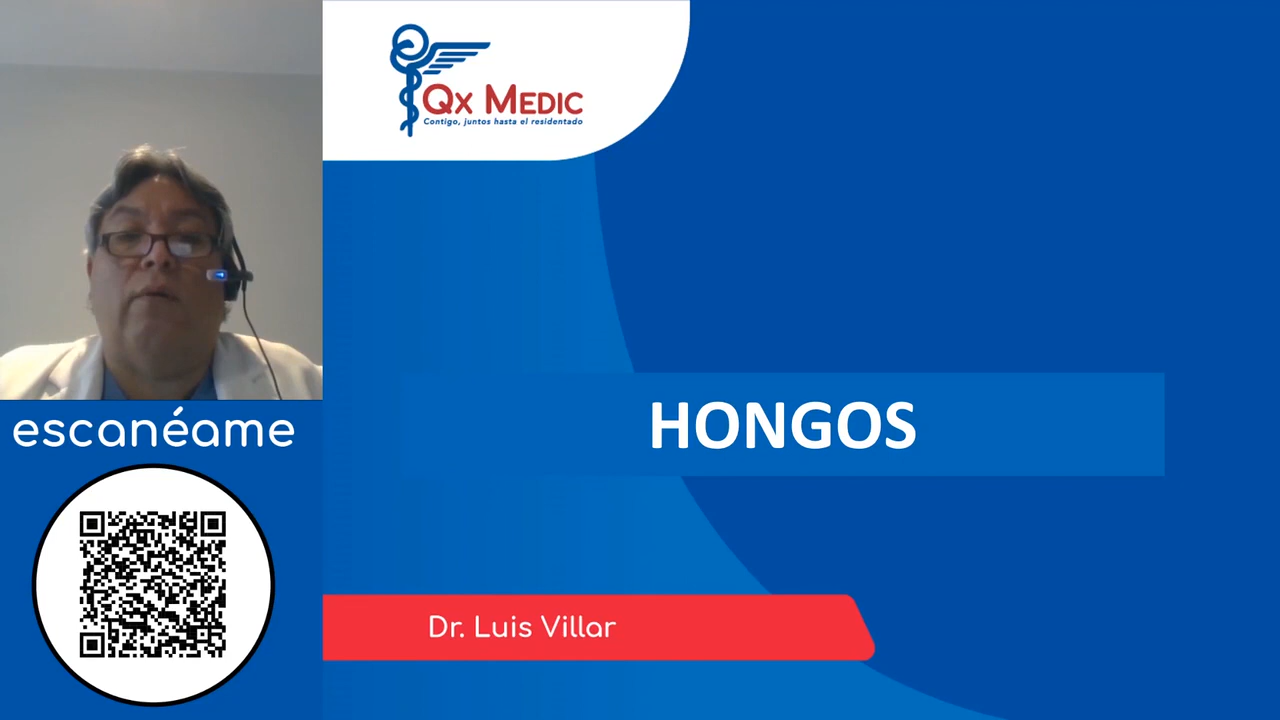 Qx MEDIC
Contigo, juntos hasta el residentado
escanéame
HONGOS
Dr. Luis Villar